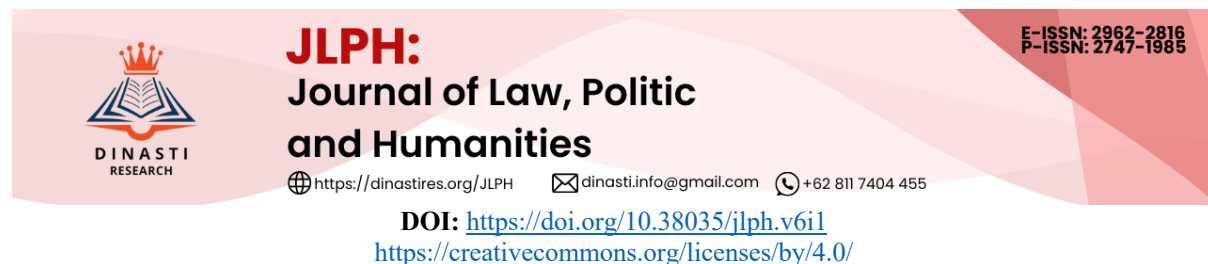 DINASTI
RESEARCH
JLPH:
Journal of Law, Politic
and Humanities
https://dinastires.org/JLPH dinasti.info@gmail.com +62 811 7404 455
E-ISSN: 2962-2816
P-ISSN: 2747-1985
DOI: https://doi.org/10.38035/jlph.v6i1
https://creativecommons.org/licenses/by/4.0/